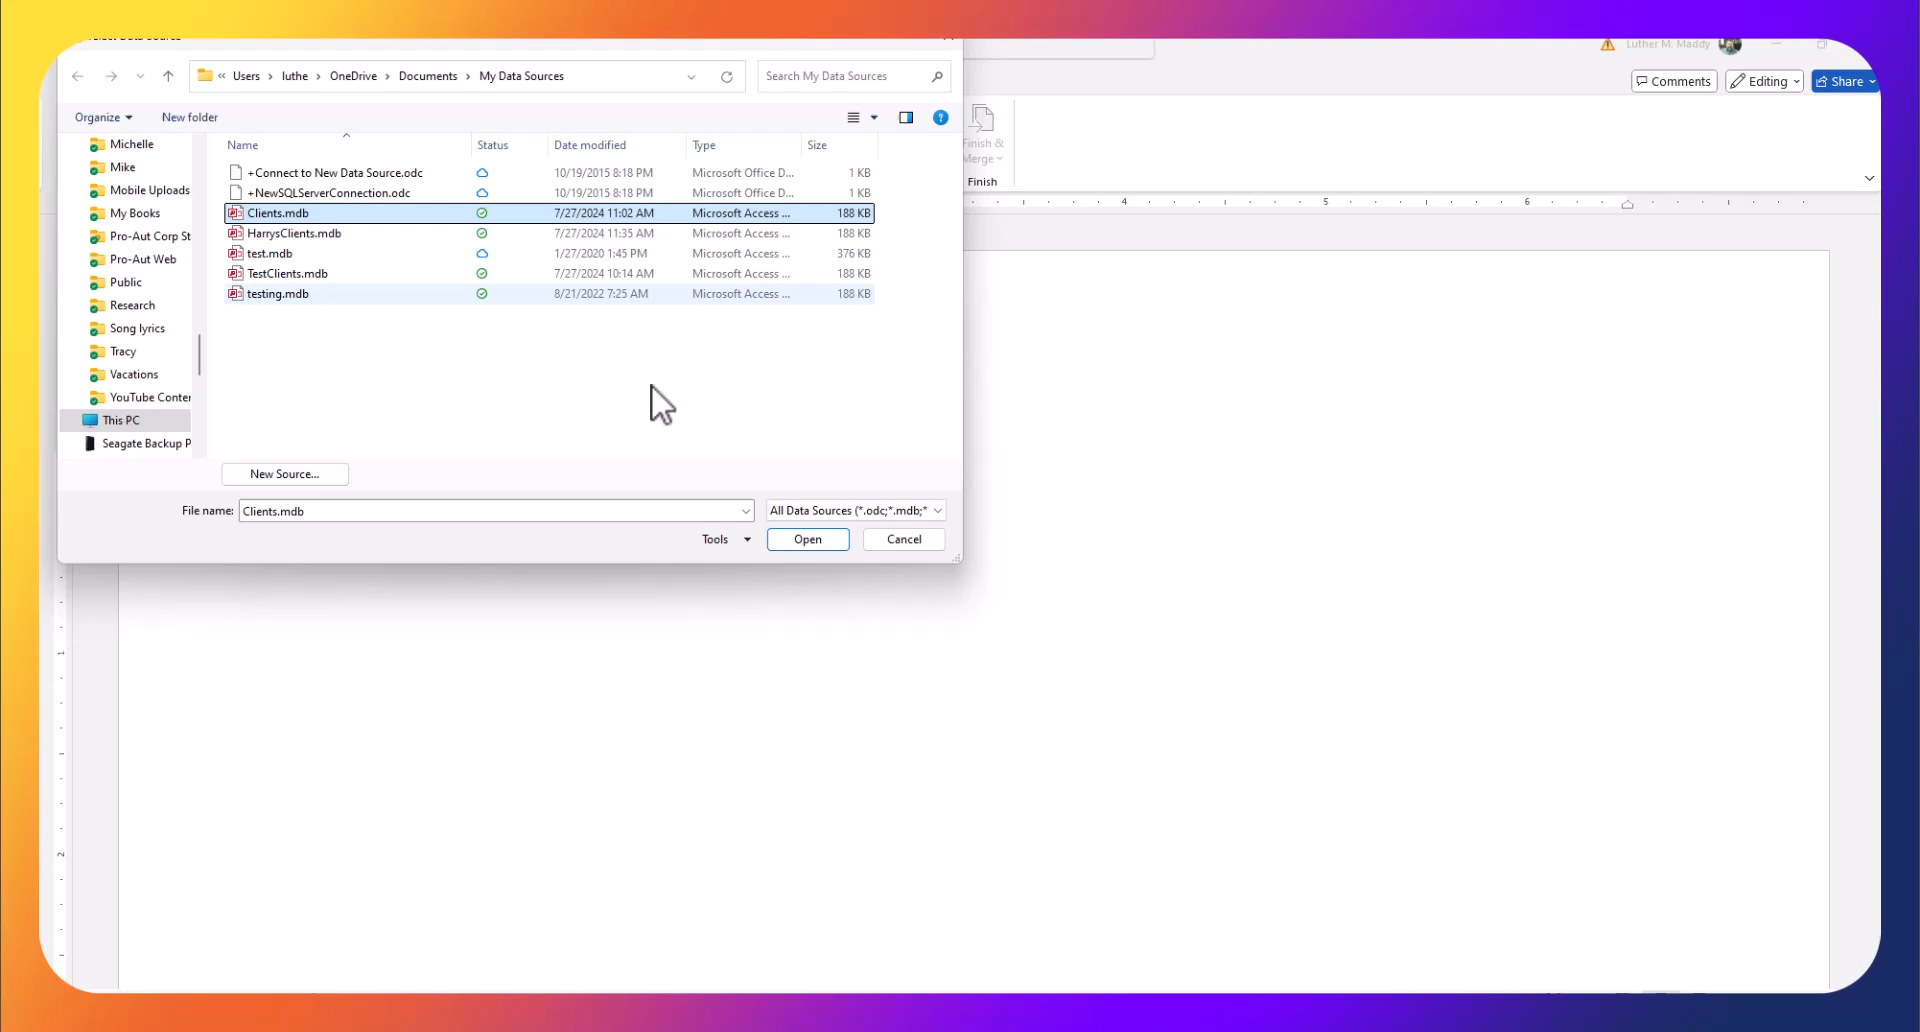 Luther M. Maddy
« Users › luthe › OneDrive › Documents › My Data Sources
Search My Data Sources
Comments
Editing
Share
Organize
New folder
Name
Status
Date modified
Type
Size
Michelle
Mike
Mobile Uploads
My Books
Pro-Aut Corp St
Pro-Aut Web
Public
Research
Song lyrics
Tracy
Vacations
YouTube Conter
This PC
Seagate Backup P
+Connect to New Data Source.odc 10/19/2015 8:18 PM Microsoft Office D... 1 KB
+NewSQLServerConnection.odc 10/19/2015 8:18 PM Microsoft Office D... 1 KB
Clients.mdb 7/27/2024 11:02 AM Microsoft Access ... 188 KB
HarrysClients.mdb 7/27/2024 11:35 AM Microsoft Access ... 188 KB
test.mdb 1/27/2020 1:45 PM Microsoft Access ... 376 KB
TestClients.mdb 7/27/2024 10:14 AM Microsoft Access ... 188 KB
testing.mdb 8/21/2022 7:25 AM Microsoft Access ... 188 KB
New Source...
File name: Clients.mdb
All Data Sources (*.odc;*.mdb;*
Tools
Open
Cancel
Finish &
Merge
Finish
4 5 6
1
2